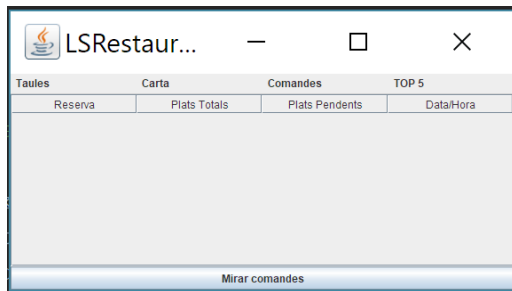 LSRestaur...
Taules Carta Comandes TOP 5
Reserva Plats Totals Plats Pendents Data/Hora
Mirar comandes